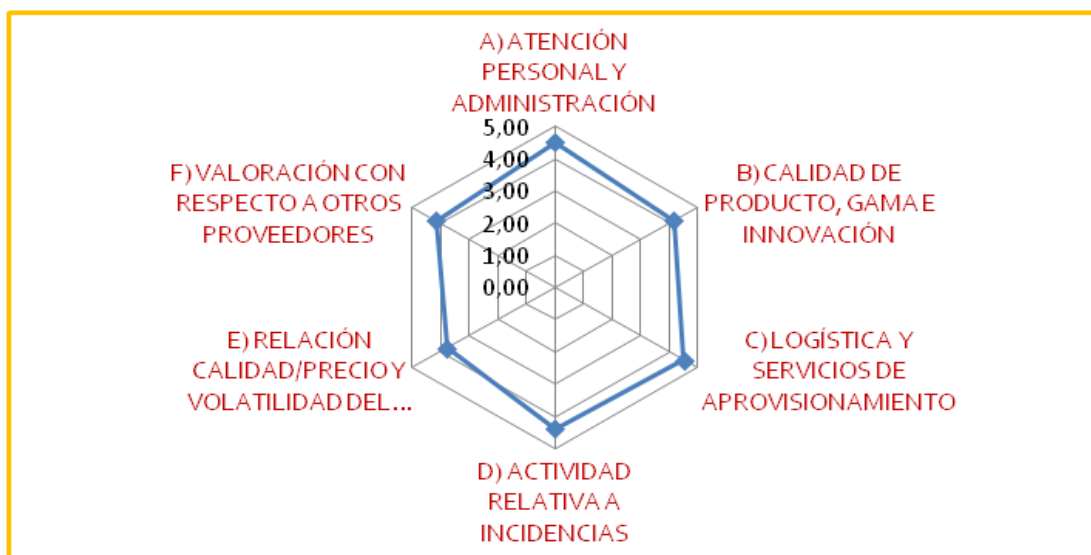 A) ATENCIÓN
PERSONAL Y
ADMINISTRACIÓN
5,00
4,00
3,00
2,00
1,00
0,00
B) CALIDAD DE
PRODUCTO, GAMA E
INNOVACIÓN
C) LOGÍSTICA Y
SERVICIOS DE
APROVISIONAMIENTO
D) ACTIVIDAD
RELATIVA A
INCIDENCIAS
E) RELACIÓN
CALIDAD/PRECIO Y
VOLATILIDAD DEL...
F) VALORACIÓN CON
RESPECTO A OTROS
PROVEEDORES